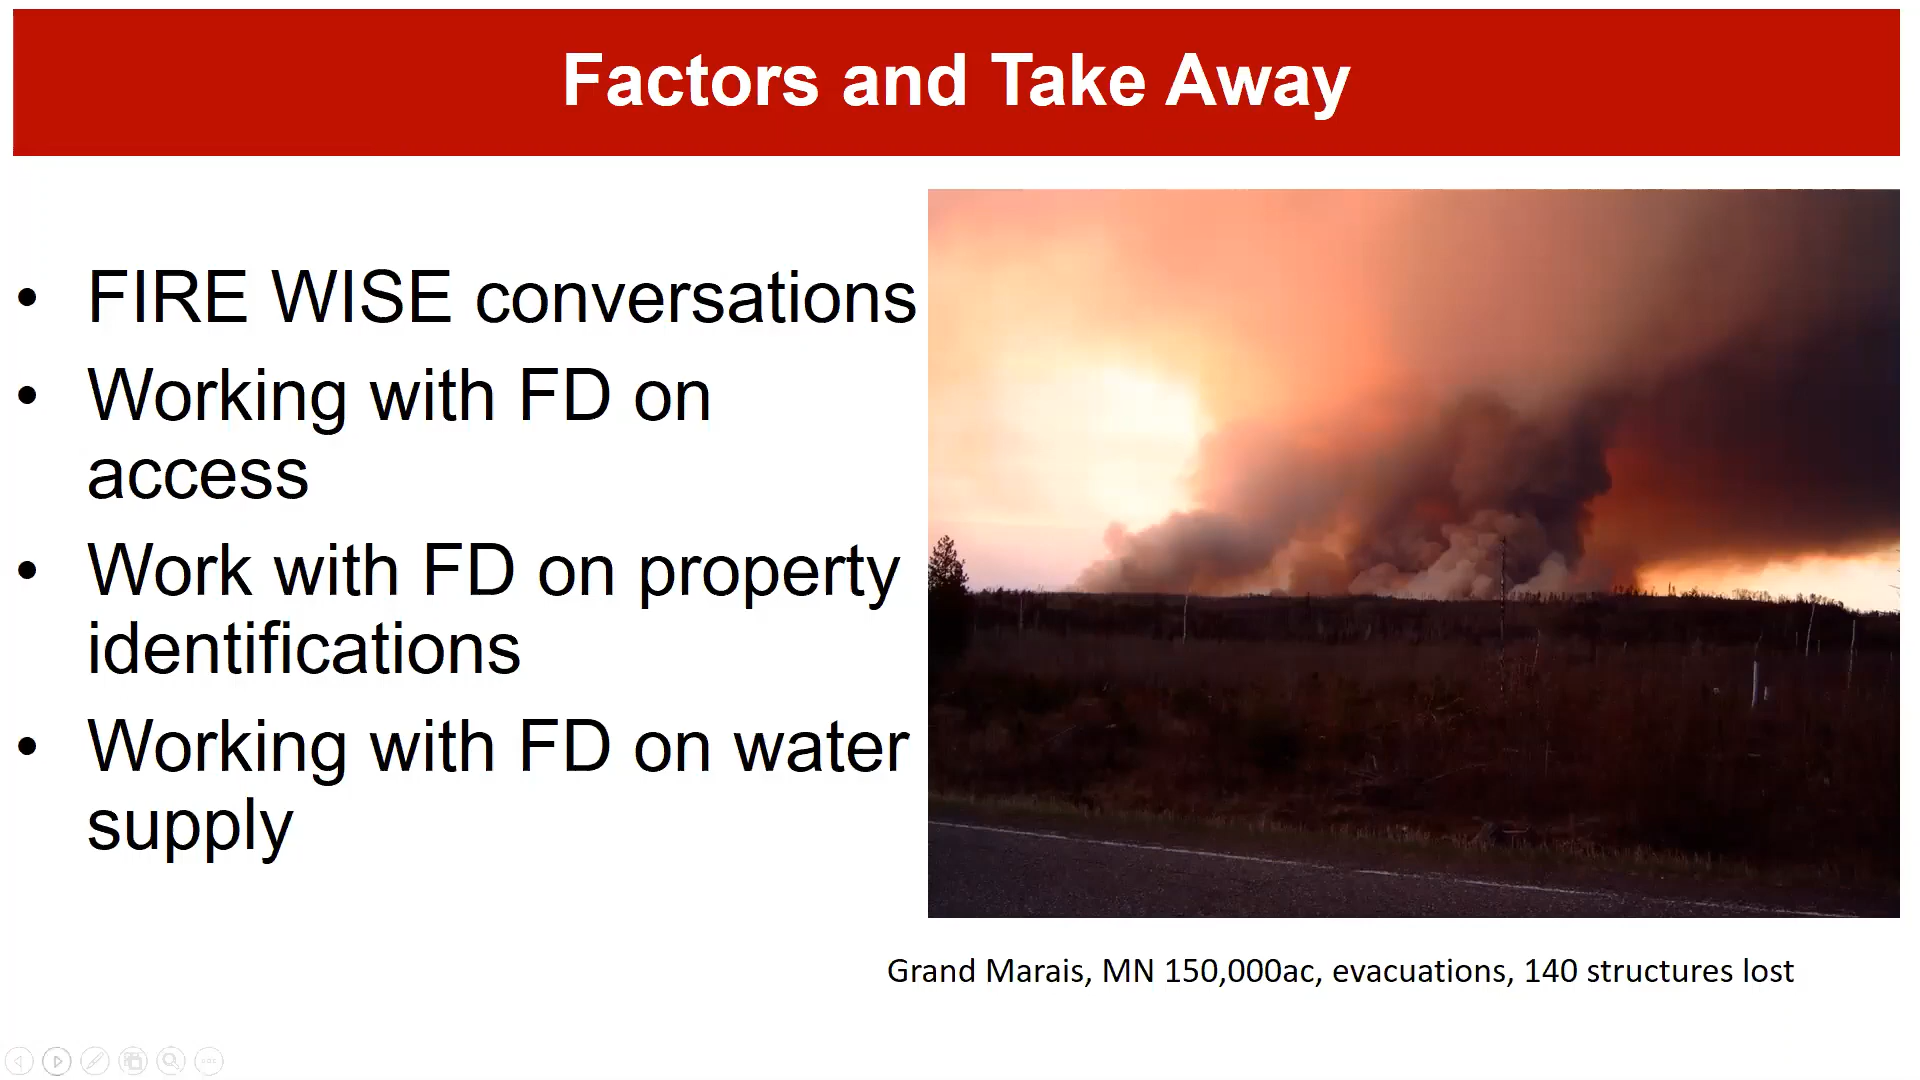 Factors and Take Away
• FIRE WISE conversations
• Working with FD on
access
• Work with FD on property
identifications
• Working with FD on water
supply
Grand Marais, MN 150,000ac, evacuations, 140 structures lost